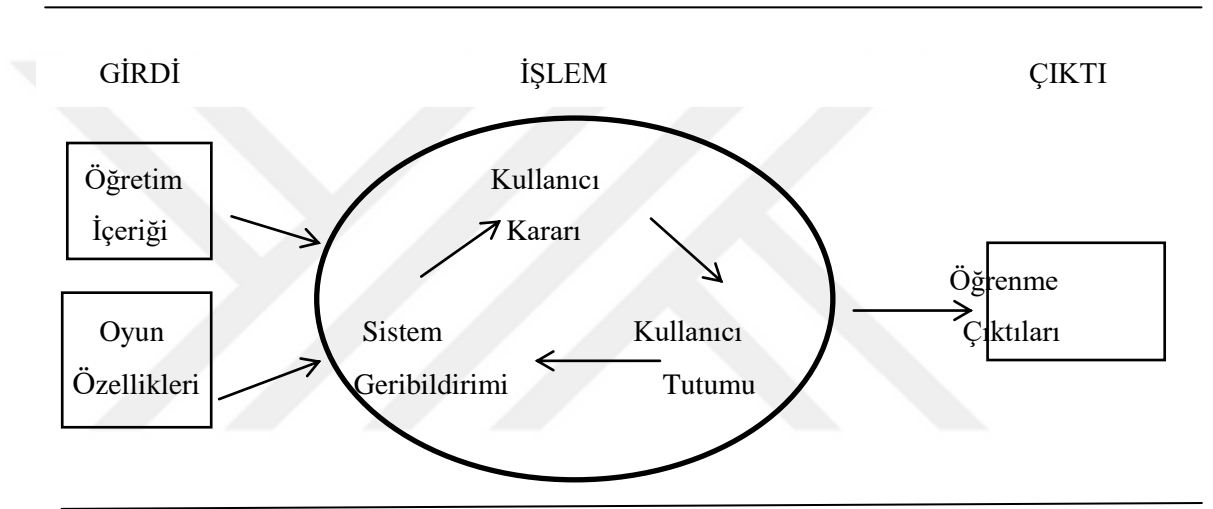 GİRDİ İŞLEM ÇIKTI
Öğretim
İçeriği
Oyun
Özellikleri
Kullanıcı
Kararı
Sistem
Geribildirimi
Kullanıcı
Tutumu
Öğrenme
Çıktıları